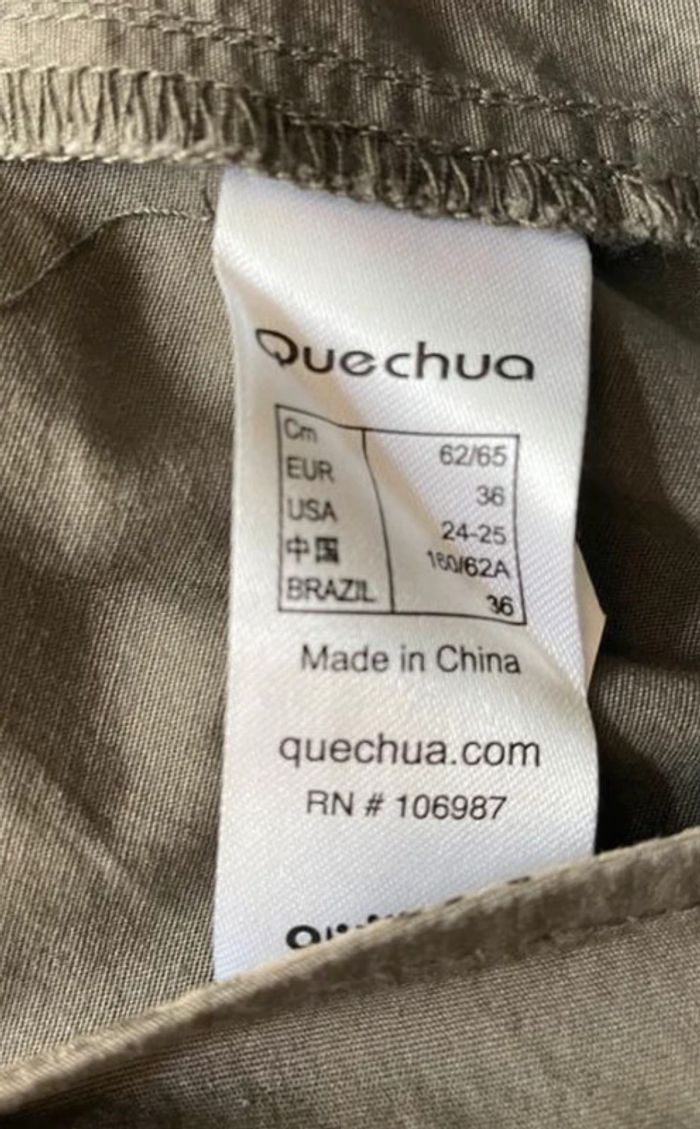 Quechua
Cm 62/65
EUR 36
USA 24-25
中国 160/62A
BRAZIL 36
Made in China
quechua.com
RN # 106987